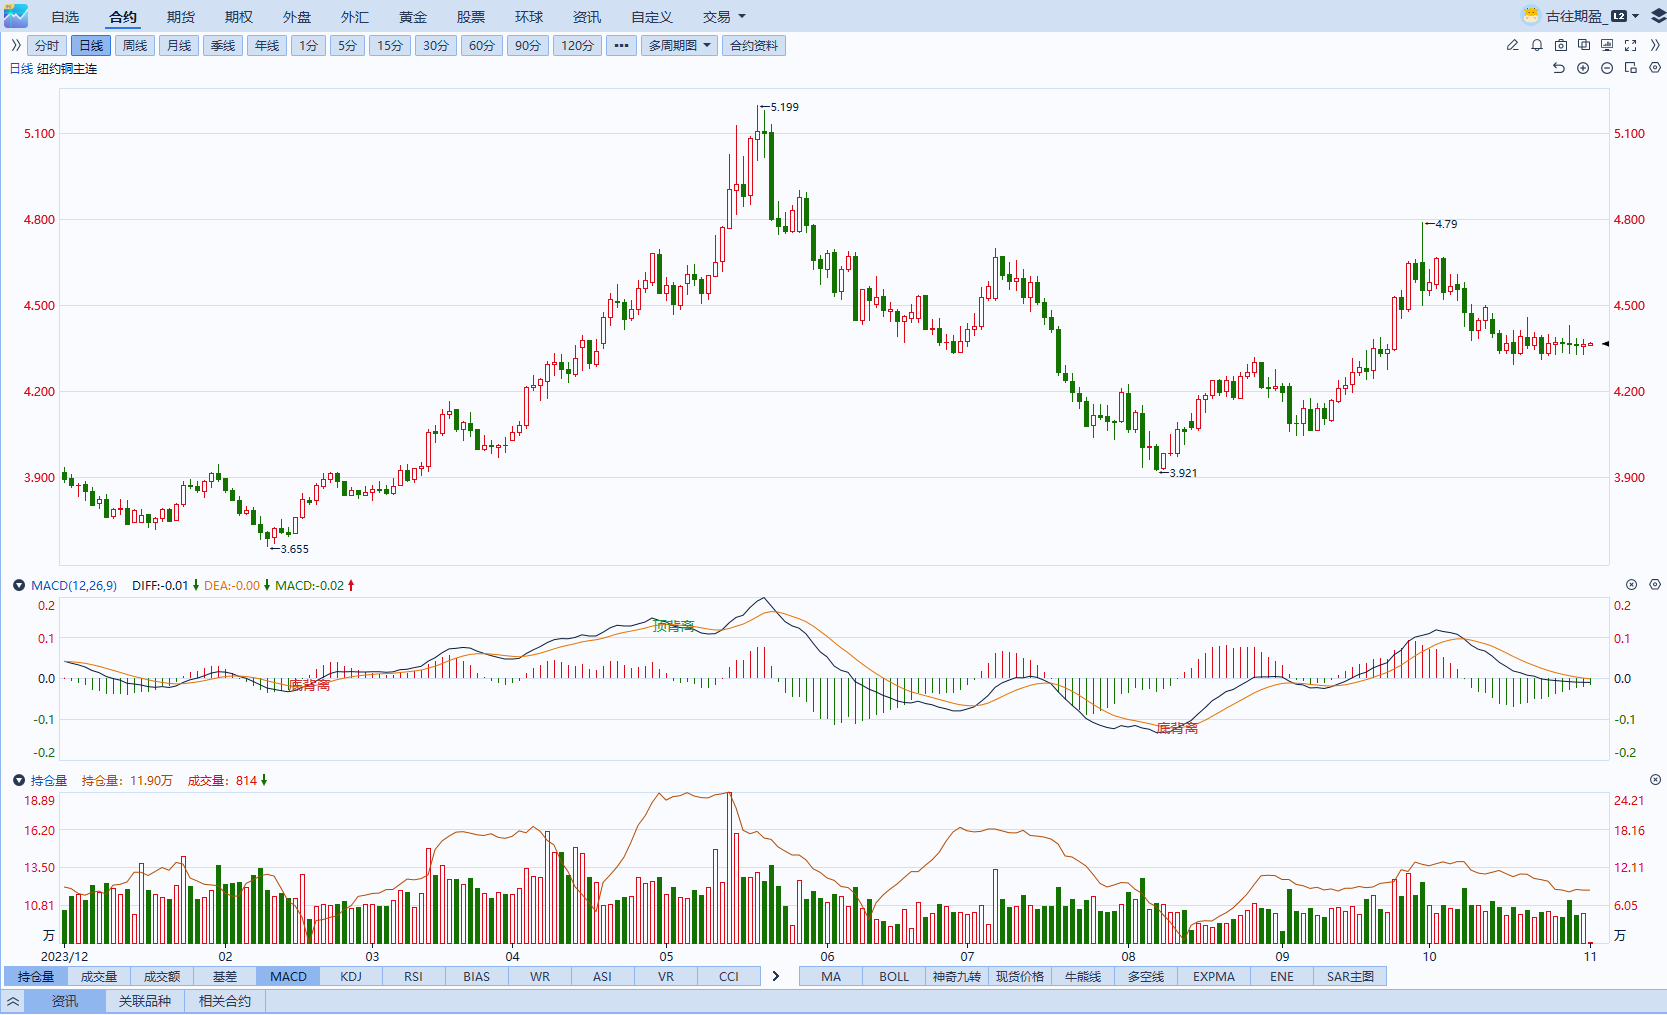 自选 合约 期货 期权 外盘 外汇 黄金 股票 环球 资讯 自定义 交易 古往期盈_ L2
分时 日线 周线 月线 季线 年线 1分 5分 15分 30分 60分 90分 120分 ••• 多周期图 合约资料
日线 纽约铜主连
←5.199
5.100 5.100
4.800 4.800
←4.79
4.500 4.500
4.200 4.200
3.900 3.900
←3.921
←3.655
MACD(12,26,9) DIFF:-0.01 DEA:-0.00 MACD:-0.02
0.2 0.2
顶背离
0.1 0.1
0.0 0.0
底背离
-0.1 -0.1
底背离
-0.2 -0.2
持仓量 持仓量: 11.90万 成交量: 814
18.89 24.21
16.20 18.16
13.50 12.11
10.81 6.05
万 万
2023/12 02 03 04 05 06 07 08 09 10 11
持仓量 成交量 成交额 基差 MACD KDJ RSI BIAS WR ASI VR CCI MA BOLL 神奇九转 现货价格 牛熊线 多空线 EXPMA ENE SAR主图
资讯 关联品种 相关合约